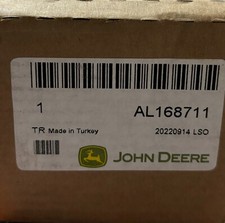 1 AL168711
TR Made in Turkey 20220914 LSO
JOHN DEERE